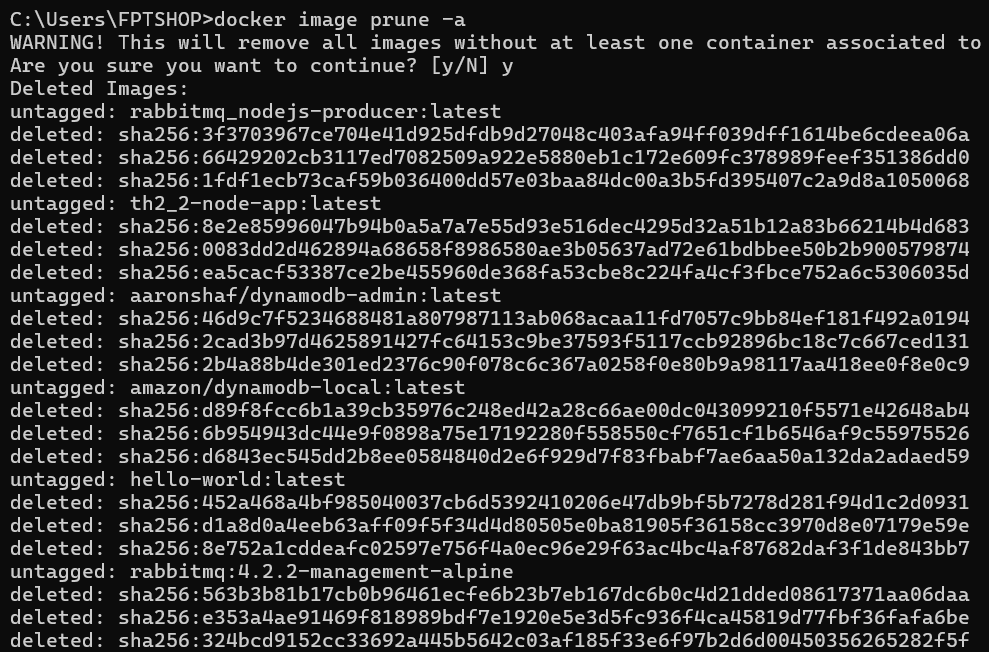 C:\Users\FPTSHOP>docker image prune -a
WARNING! This will remove all images without at least one container associated to
Are you sure you want to continue? [y/N] y
Deleted Images:
untagged: rabbitmq_nodejs-producer:latest
deleted: sha256:3f3703967ce704e41d925dfdb9d27048c403afa94ff039dff1614be6cdeea06a
deleted: sha256:66429202cb3117ed7082509a922e5880eb1c172e609fc378989feef351386dd0
deleted: sha256:1fdf1ecb73caf59b036400dd57e03baa84dc00a3b5fd395407c2a9d8a1050068
untagged: th2_2-node-app:latest
deleted: sha256:8e2e85996047b94b0a5a7a7e55d93e516dec4295d32a51b12a83b66214b4d683
deleted: sha256:0083dd2d462894a68658f8986580ae3b05637ad72e61bdbbee50b2b900579874
deleted: sha256:ea5cacf53387ce2be455960de368fa53cbe8c224fa4cf3fbce752a6c5306035d
untagged: aaronshaf/dynamodb-admin:latest
deleted: sha256:46d9c7f5234688481a807987113ab068acaa11fd7057c9bb84ef181f492a0194
deleted: sha256:2cad3b97d4625891427fc64153c9be37593f5117ccb92896bc18c7c667ced131
deleted: sha256:2b4a88b4de301ed2376c90f078c6c367a0258f0e80b9a98117aa418ee0f8e0c9
untagged: amazon/dynamodb-local:latest
deleted: sha256:d89f8fcc6b1a39cb35976c248ed42a28c66ae00dc043099210f5571e42648ab4
deleted: sha256:6b954943dc44e9f0898a75e17192280f558550cf7651cf1b6546af9c55975526
deleted: sha256:d6843ec545dd2b8ee0584840d2e6f929d7f83fbabf7ae6aa50a132da2adaed59
untagged: hello-world:latest
deleted: sha256:452a468a4bf985040037cb6d5392410206e47db9bf5b7278d281f94d1c2d0931
deleted: sha256:d1a8d0a4eeb63aff09f5f34d4d80505e0ba81905f36158cc3970d8e07179e59e
deleted: sha256:8e752a1cddeafc02597e756f4a0ec96e29f63ac4bc4af87682daf3f1de843bb7
untagged: rabbitmq:4.2.2-management-alpine
deleted: sha256:563b3b81b17cb0b96461ecfe6b23b7eb167dc6b0c4d21dded08617371aa06daa
deleted: sha256:e353a4ae91469f818989bdf7e1920e5e3d5fc936f4ca45819d77fbf36fafa6be
deleted: sha256:324bcd9152cc33692a445b5642c03af185f33e6f97b2d6d00450356265282f5f